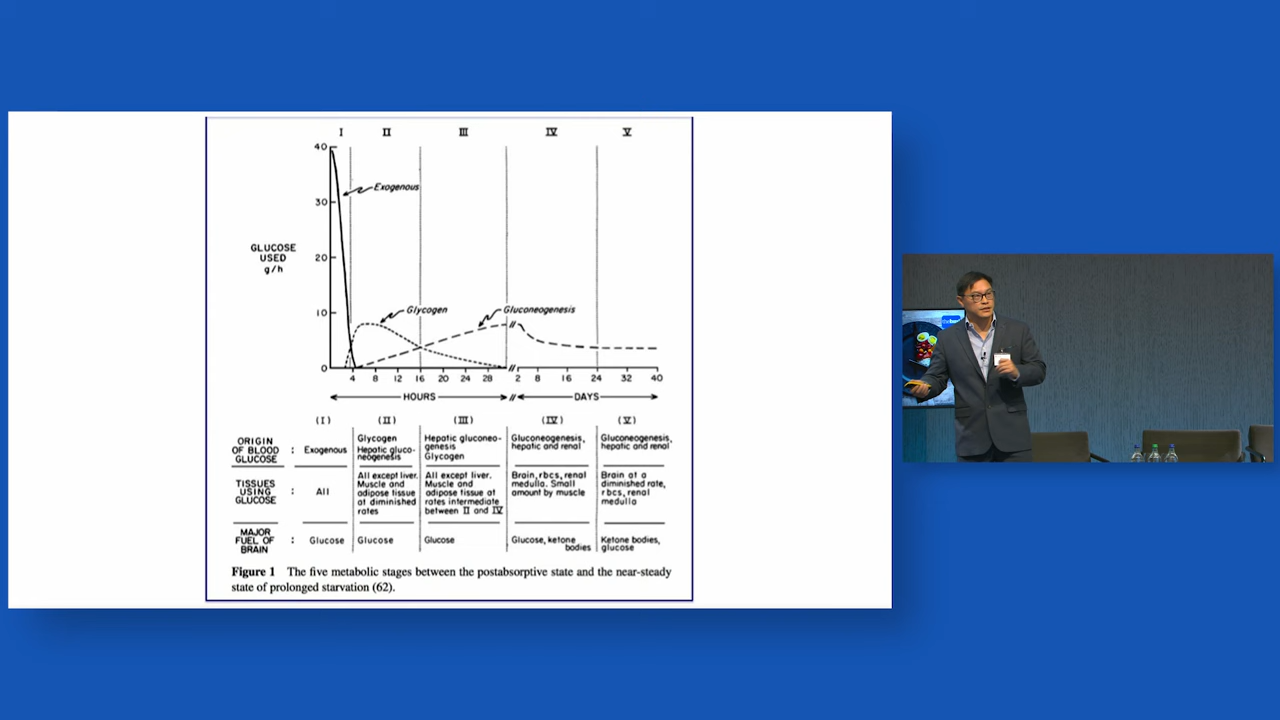 I II III IV V
40
Exogenous
30
GLUCOSE
USED
g/h
20
10
Glycogen
Gluconeogenesis
0
4 8 12 16 20 24 28 2 8 16 24 32 40
HOURS // DAYS
(I) (II) (III) (IV) (V)
ORIGIN
OF BLOOD
GLUCOSE
:
Exogenous
Glycogen
Hepatic gluco-
neogenesis
Hepatic gluconeo-
genesis
Glycogen
Gluconeogenesis,
hepatic and renal
Gluconeogenesis,
hepatic and renal
TISSUES
USING
GLUCOSE
:
All
All except liver.
Muscle and
adipose tissue
at diminished
rates
All except liver.
Muscle and
adipose tissue at
rates intermediate
between II and IV
Brain, rbcs, renal
medulla. Small
amount by muscle
Brain at a
diminished rate,
rbcs, renal
medulla
MAJOR
FUEL OF
BRAIN
:
Glucose
Glucose
Glucose
Glucose, ketone
bodies
Ketone bodies,
glucose
Figure 1 The five metabolic stages between the postabsorptive state and the near-steady
state of prolonged starvation (62).